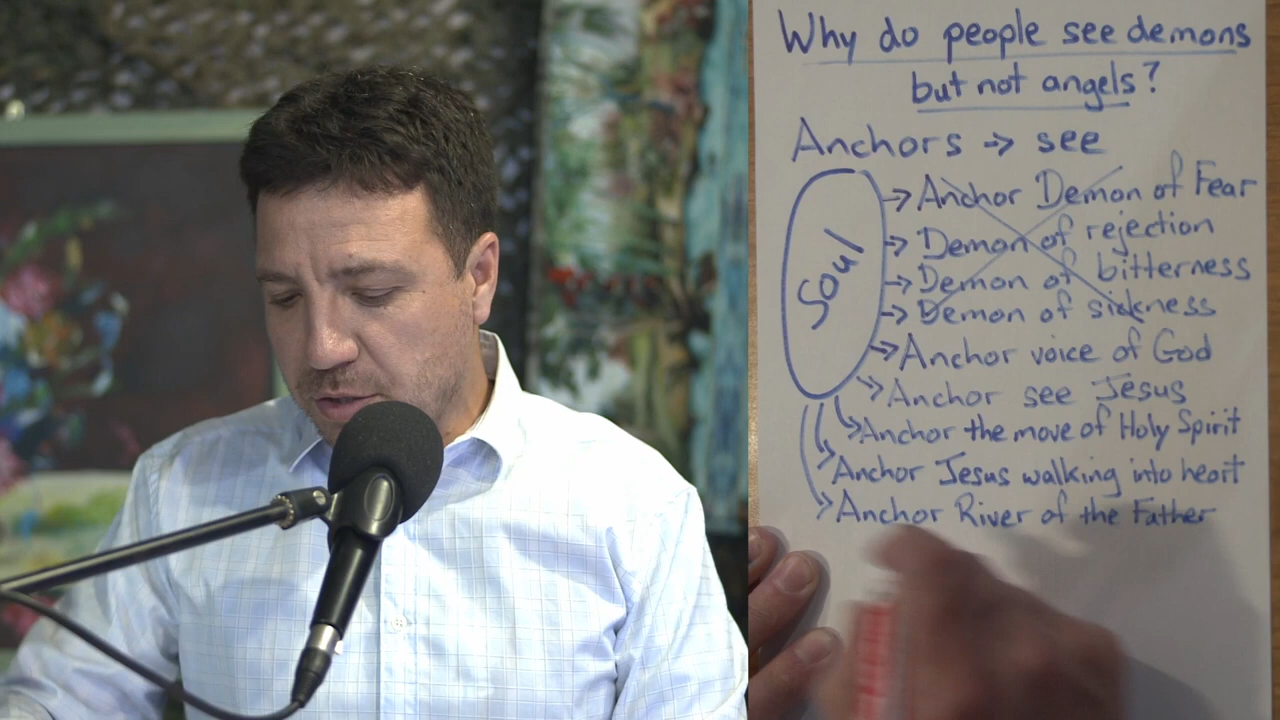 Why do people see demons
but not angels?
Anchors → see
Soul
→ Anchor Demon of Fear
→ Demon of rejection
→ Demon of bitterness
→ Demon of sickness
→ Anchor voice of God
→ Anchor see Jesus
→ Anchor the move of Holy Spirit
→ Anchor Jesus walking into heart
→ Anchor River of the Father